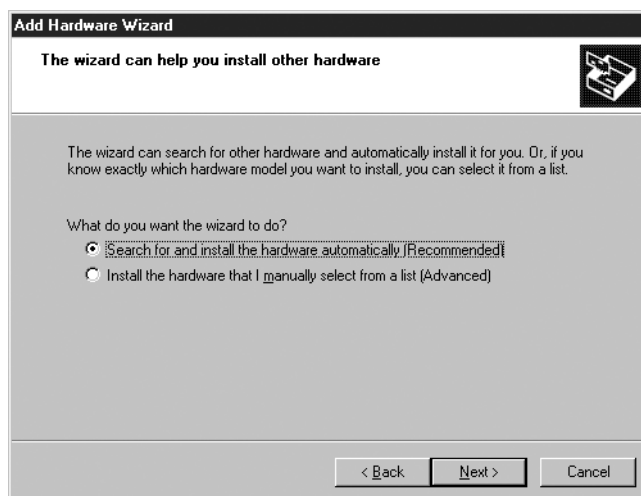 Add Hardware Wizard
The wizard can help you install other hardware
The wizard can search for other hardware and automatically install it for you. Or, if you
know exactly which hardware model you want to install, you can select it from a list.
What do you want the wizard to do?
Search for and install the hardware automatically (Recommended)
Install the hardware that I manually select from a list (Advanced)
< Back
Next >
Cancel